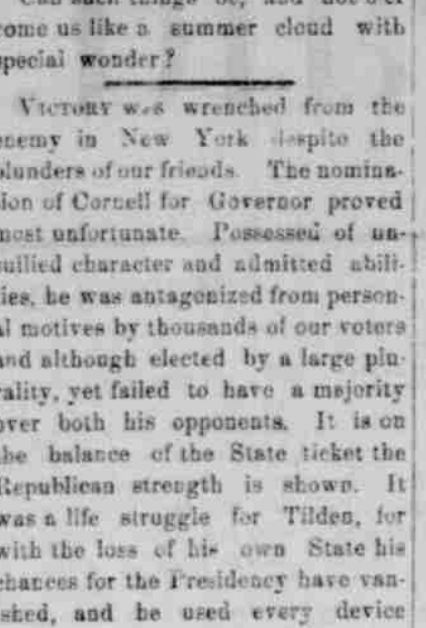 Can such things be, and not o'er
come us like a summer cloud with
special wonder?
VICTORY was wrenched from the
enemy in New York despite the
blunders of our friends. The nomina-
tion of Cornell for Governor proved
most unfortunate. Possessed of un-
sullied character and admitted abili-
ties, he was antagonized from person-
al motives by thousands of our voters
and although elected by a large plu-
rality, yet failed to have a majority
over both his opponents. It is on
the balance of the State ticket the
Republican strength is shown. It
was a life struggle for Tilden, for
with the loss of his own State his
chances for the Presidency have van-
ished, and he used every device